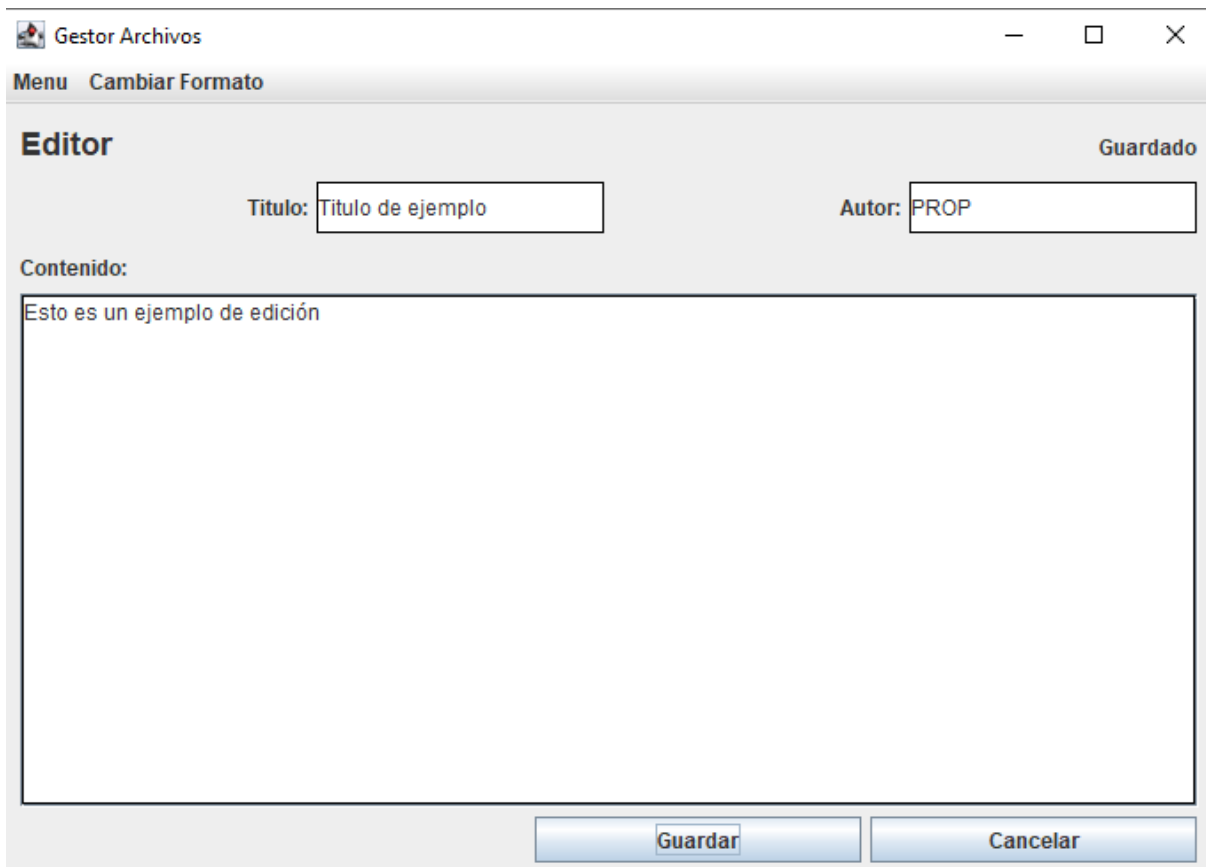 Gestor Archivos
Menu Cambiar Formato
Editor Guardado
Titulo: Titulo de ejemplo Autor: PROP
Contenido:
Esto es un ejemplo de edición
Guardar Cancelar